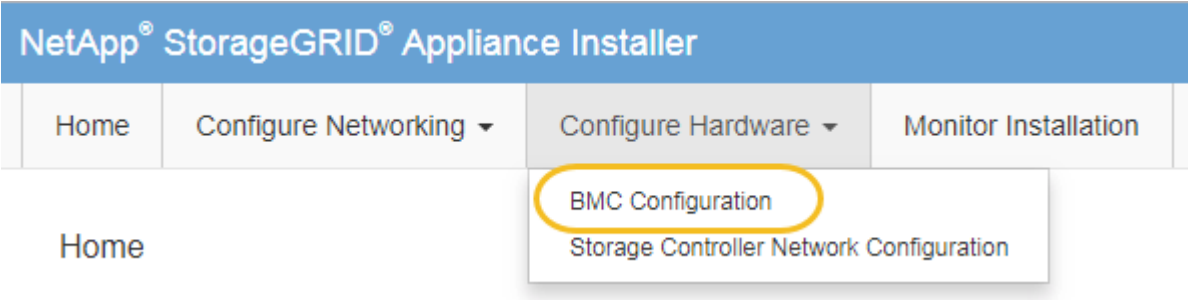 NetApp® StorageGRID® Appliance Installer
Home Configure Networking Configure Hardware Monitor Installation
BMC Configuration
Home
Storage Controller Network Configuration